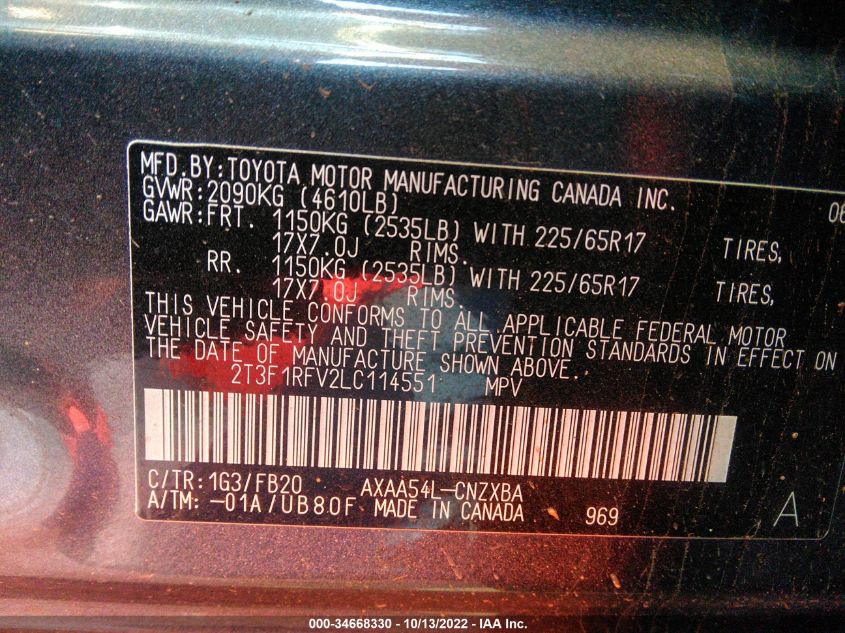 MFD.BY:TOYOTA MOTOR MANUFACTURING CANADA INC. 06
GVWR:2090KG (4610LB)
GAWR:FRT. 1150KG (2535LB) WITH 225/65R17 TIRES,
17X7.0J RIMS.
RR. 1150KG (2535LB) WITH 225/65R17 TIRES,
17X7.0J RIMS.
THIS VEHICLE CONFORMS TO ALL APPLICABLE FEDERAL MOTOR
VEHICLE SAFETY AND THEFT PREVENTION STANDARDS IN EFFECT ON
THE DATE OF MANUFACTURE SHOWN ABOVE.
2T3F1RFV2LC114551 MPV
C/TR:1G3/FB20 AXAA54L-CNZXBA
A/TM:-01A/UB80F MADE IN CANADA 969 A
000-34668330 - 10/13/2022 - IAA Inc.